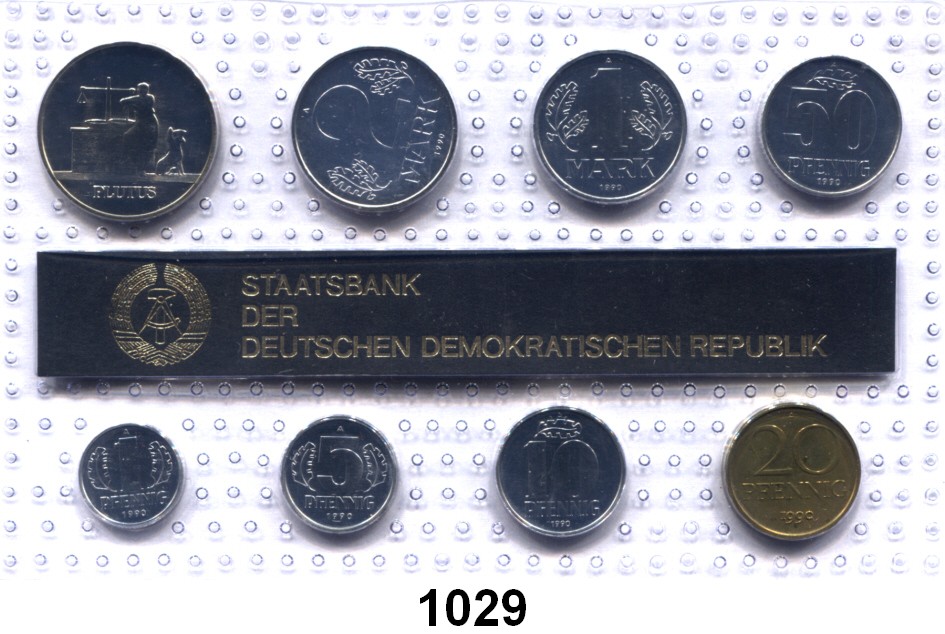 PLUTUS
A
2
MARK
1990
A
1
MARK
1990
A
50
PFENNIG
1990
STAATSBANK
DER
DEUTSCHEN DEMOKRATISCHEN REPUBLIK
A
1
PFENNIG
1990
A
5
PFENNIG
1990
A
10
PFENNIG
1990
A
20
PFENNIG
1990
1029